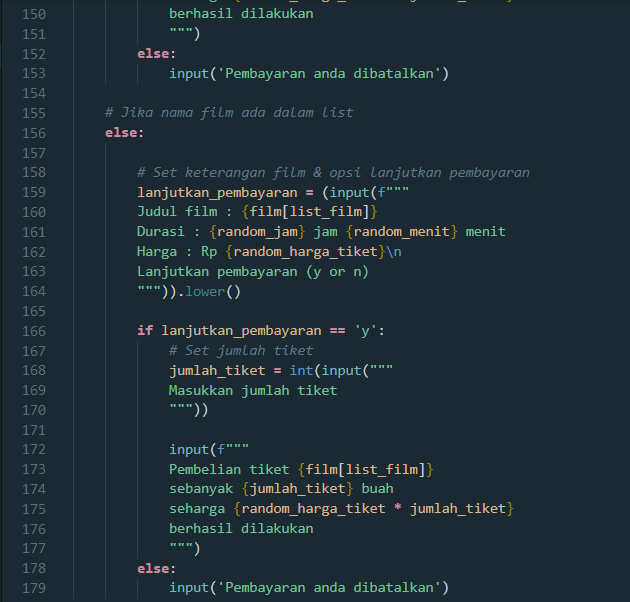 150 berhasil dilakukan
151 """)
152 else:
153 input('Pembayaran anda dibatalkan')
154
155 # Jika nama film ada dalam list
156 else:
157
158 # Set keterangan film & opsi lanjutkan pembayaran
159 lanjutkan_pembayaran = (input(f"""
160 Judul film : {film[list_film]}
161 Durasi : {random_jam} jam {random_menit} menit
162 Harga : Rp {random_harga_tiket}\n
163 Lanjutkan pembayaran (y or n)
164 """)).lower()
165
166 if lanjutkan_pembayaran == 'y':
167 # Set jumlah tiket
168 jumlah_tiket = int(input("""
169 Masukkan jumlah tiket
170 """))
171
172 input(f"""
173 Pembelian tiket {film[list_film]}
174 sebanyak {jumlah_tiket} buah
175 seharga {random_harga_tiket * jumlah_tiket}
176 berhasil dilakukan
177 """)
178 else:
179 input('Pembayaran anda dibatalkan')